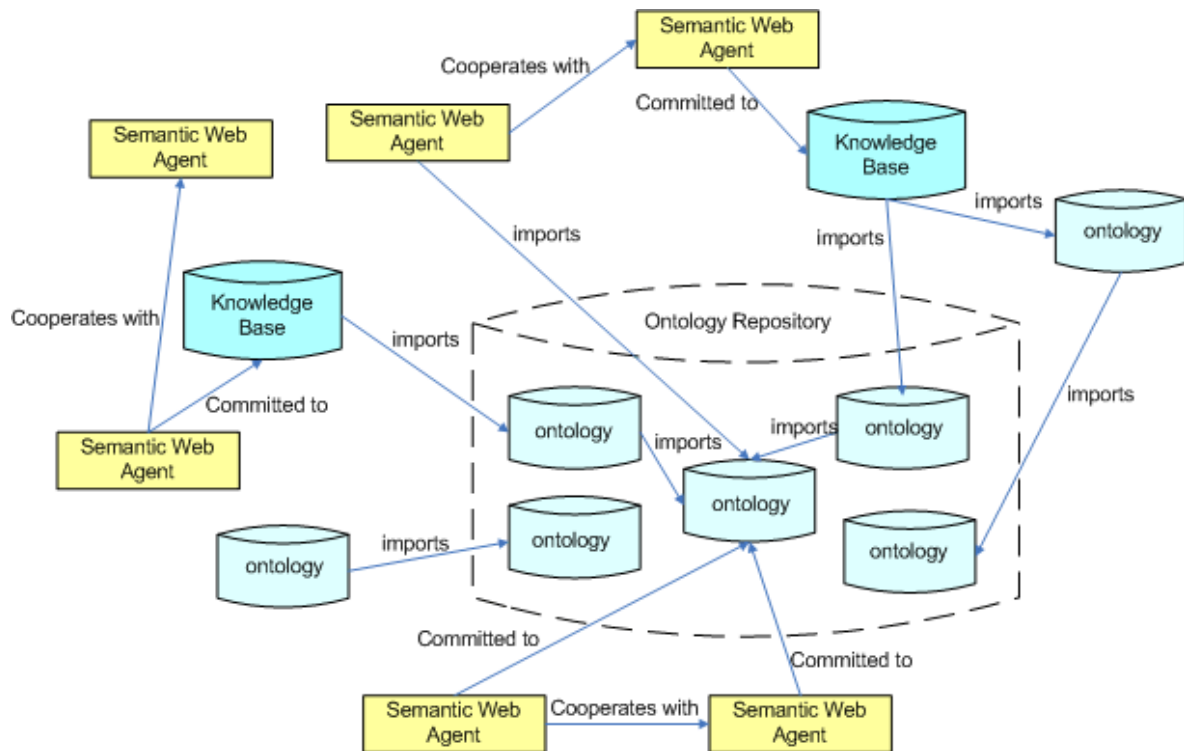 Semantic Web
Agent
Cooperates with
Committed to
Semantic Web
Agent
Semantic Web
Agent
Knowledge
Base
imports
ontology
imports
imports
Knowledge
Base
Cooperates with
imports
Ontology Repository
imports
Committed to
ontology
imports
imports
ontology
Semantic Web
Agent
ontology
ontology
ontology
imports
ontology
Committed to
Committed to
Semantic Web
Agent
Cooperates with
Semantic Web
Agent